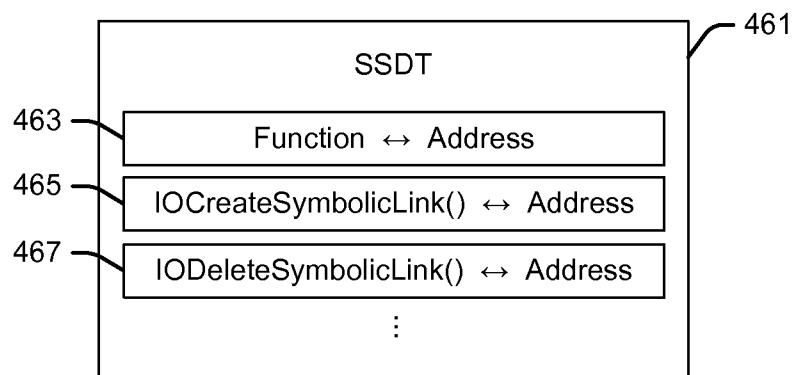 461
SSDT
463
Function ↔ Address
465
IOCreateSymbolicLink() ↔ Address
467
IODeleteSymbolicLink() ↔ Address
⋮